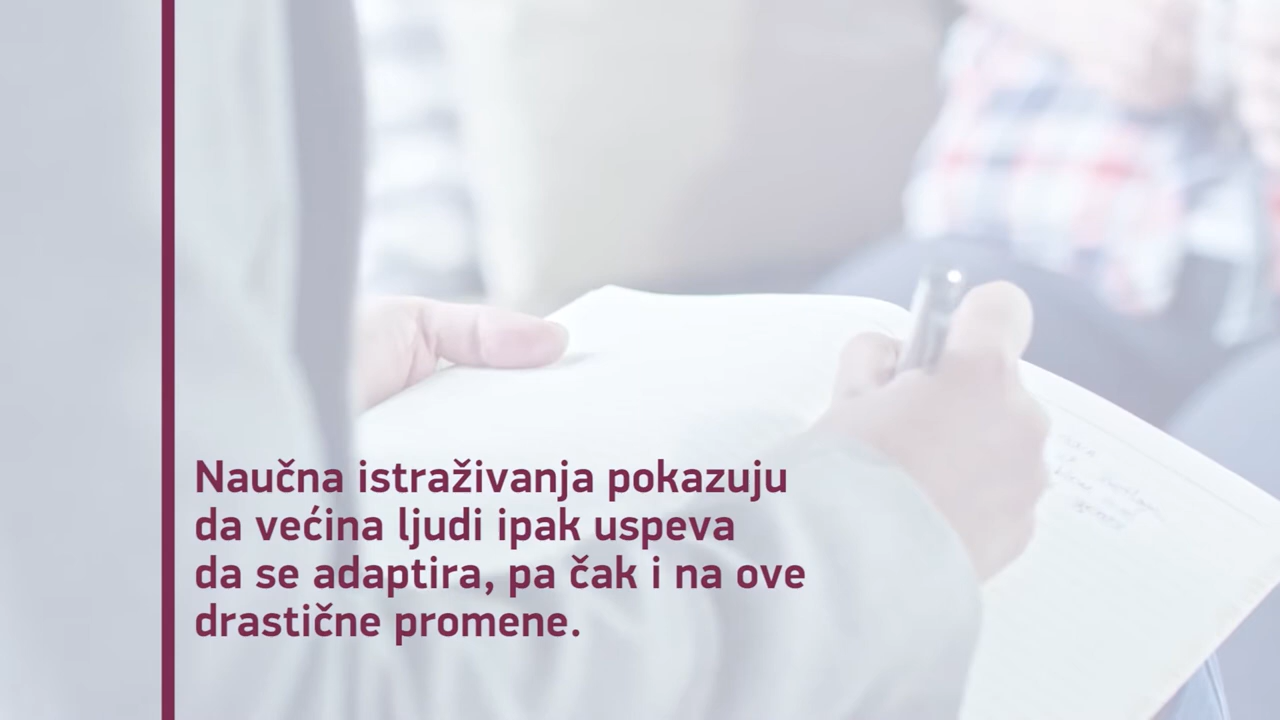 Naučna istraživanja pokazuju
da većina ljudi ipak uspeva
da se adaptira, pa čak i na ove
drastične promene.